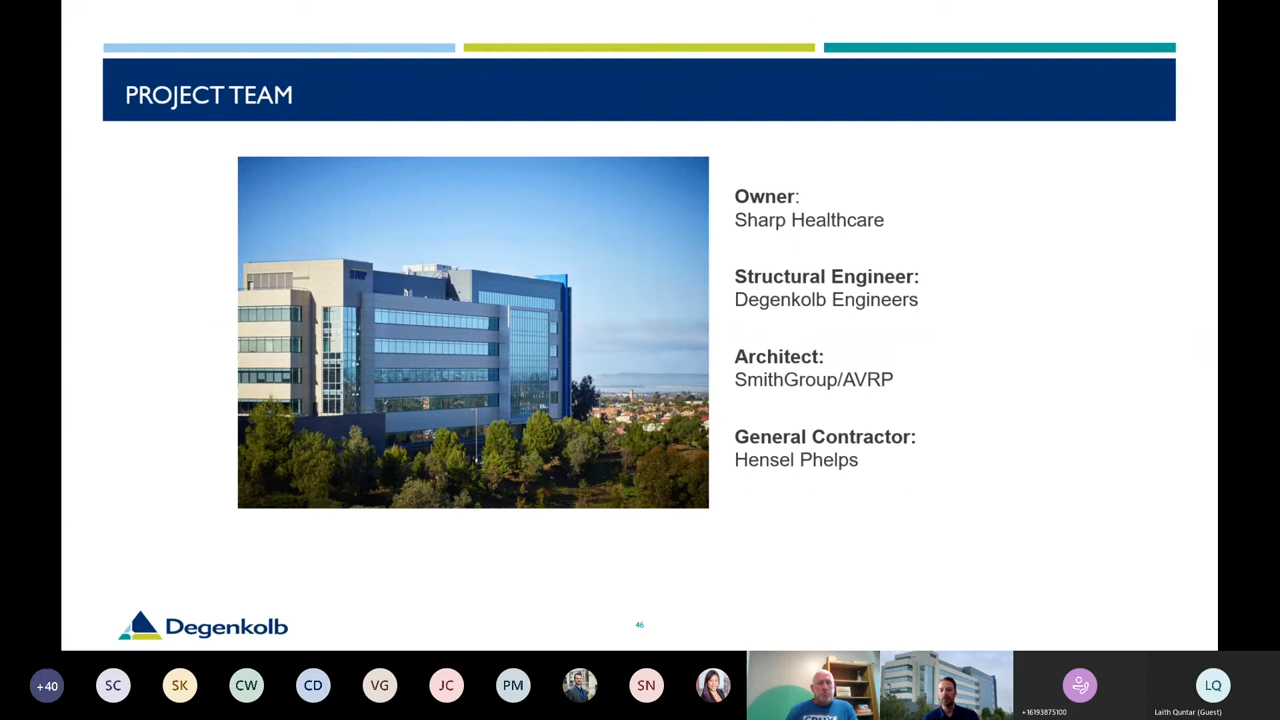 PROJECT TEAM
Owner:
Sharp Healthcare
Structural Engineer:
Degenkolb Engineers
Architect:
SmithGroup/AVRP
General Contractor:
Hensel Phelps
Degenkolb
46
+40
SC
SK
CW
CD
VG
JC
PM
SN
+16193875100
LQ
Laith Quntar (Guest)